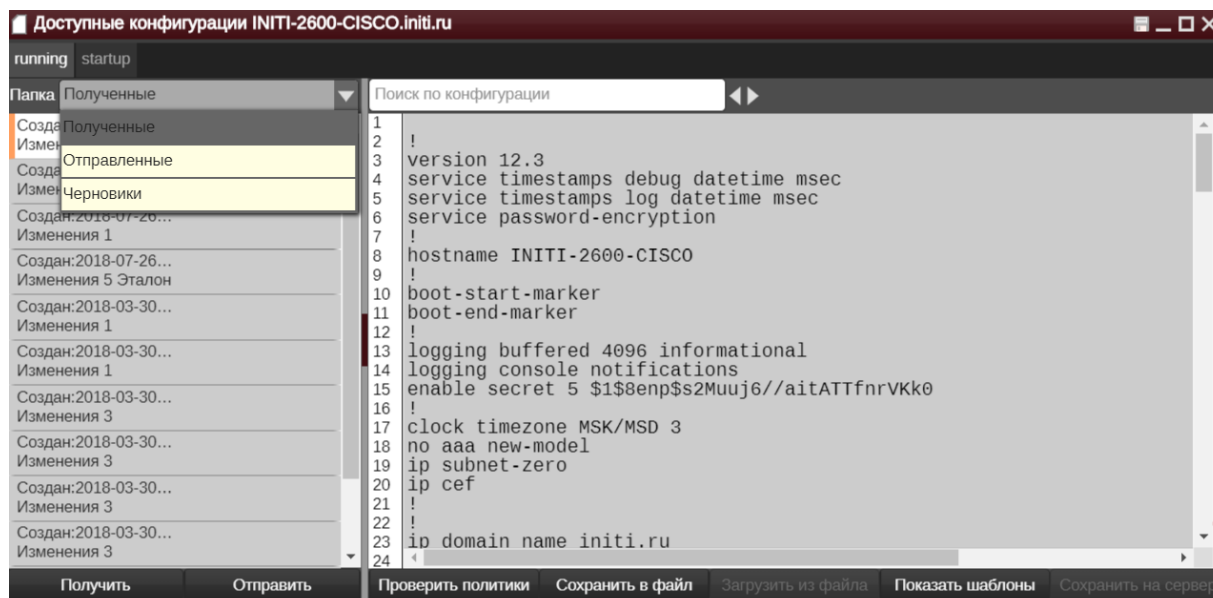 Доступные конфигурации INITI-2600-CISCO.initi.ru
running startup
Папка Полученные
Полученные
Отправленные
Черновики
Созда
Измен
Созда
Измен
Создан:2018-07-26...
Изменения 1
Создан:2018-07-26...
Изменения 5 Эталон
Создан:2018-03-30...
Изменения 1
Создан:2018-03-30...
Изменения 1
Создан:2018-03-30...
Изменения 3
Создан:2018-03-30...
Изменения 3
Создан:2018-03-30...
Изменения 3
Создан:2018-03-30...
Изменения 3
Получить Отправить
Поиск по конфигурации
1
2 !
3 version 12.3
4 service timestamps debug datetime msec
5 service timestamps log datetime msec
6 service password-encryption
7 !
8 hostname INITI-2600-CISCO
9 !
10 boot-start-marker
11 boot-end-marker
12 !
13 logging buffered 4096 informational
14 logging console notifications
15 enable secret 5 $1$8enp$s2Muuj6//aitATTfnrVKk0
16 !
17 clock timezone MSK/MSD 3
18 no aaa new-model
19 ip subnet-zero
20 ip cef
21 !
22 !
23 ip domain name initi.ru
24
Проверить политики Сохранить в файл Загрузить из файла Показать шаблоны Сохранить на сервер